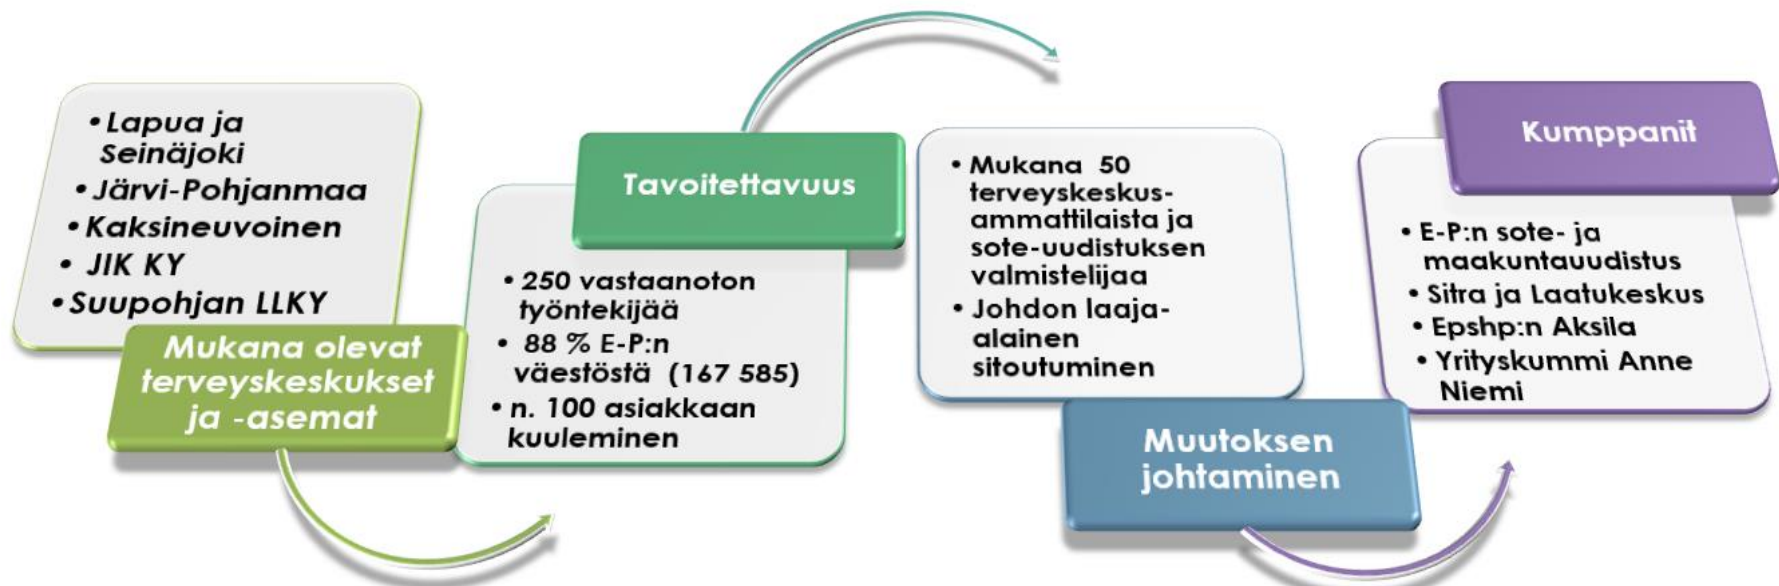 • Lapua ja
Seinäjoki
• Järvi-Pohjanmaa
• Kaksineuvoinen
• JIK KY
• Suupohjan LLKY
Mukana olevat
terveyskeskukset
ja -asemat
Tavoitettavuus
• 250 vastaanoton
työntekijää
• 88 % E-P:n
väestöstä (167 585)
• n. 100 asiakkaan
kuuleminen
• Mukana 50
terveyskeskus-
ammattilaista ja
sote-uudistuksen
valmistelijaa
• Johdon laaja-
alainen
sitoutuminen
Muutoksen
johtaminen
Kumppanit
• E-P:n sote- ja
maakuntauudistus
• Sitra ja Laatukeskus
• Epshp:n Aksila
• Yrityskummi Anne
Niemi